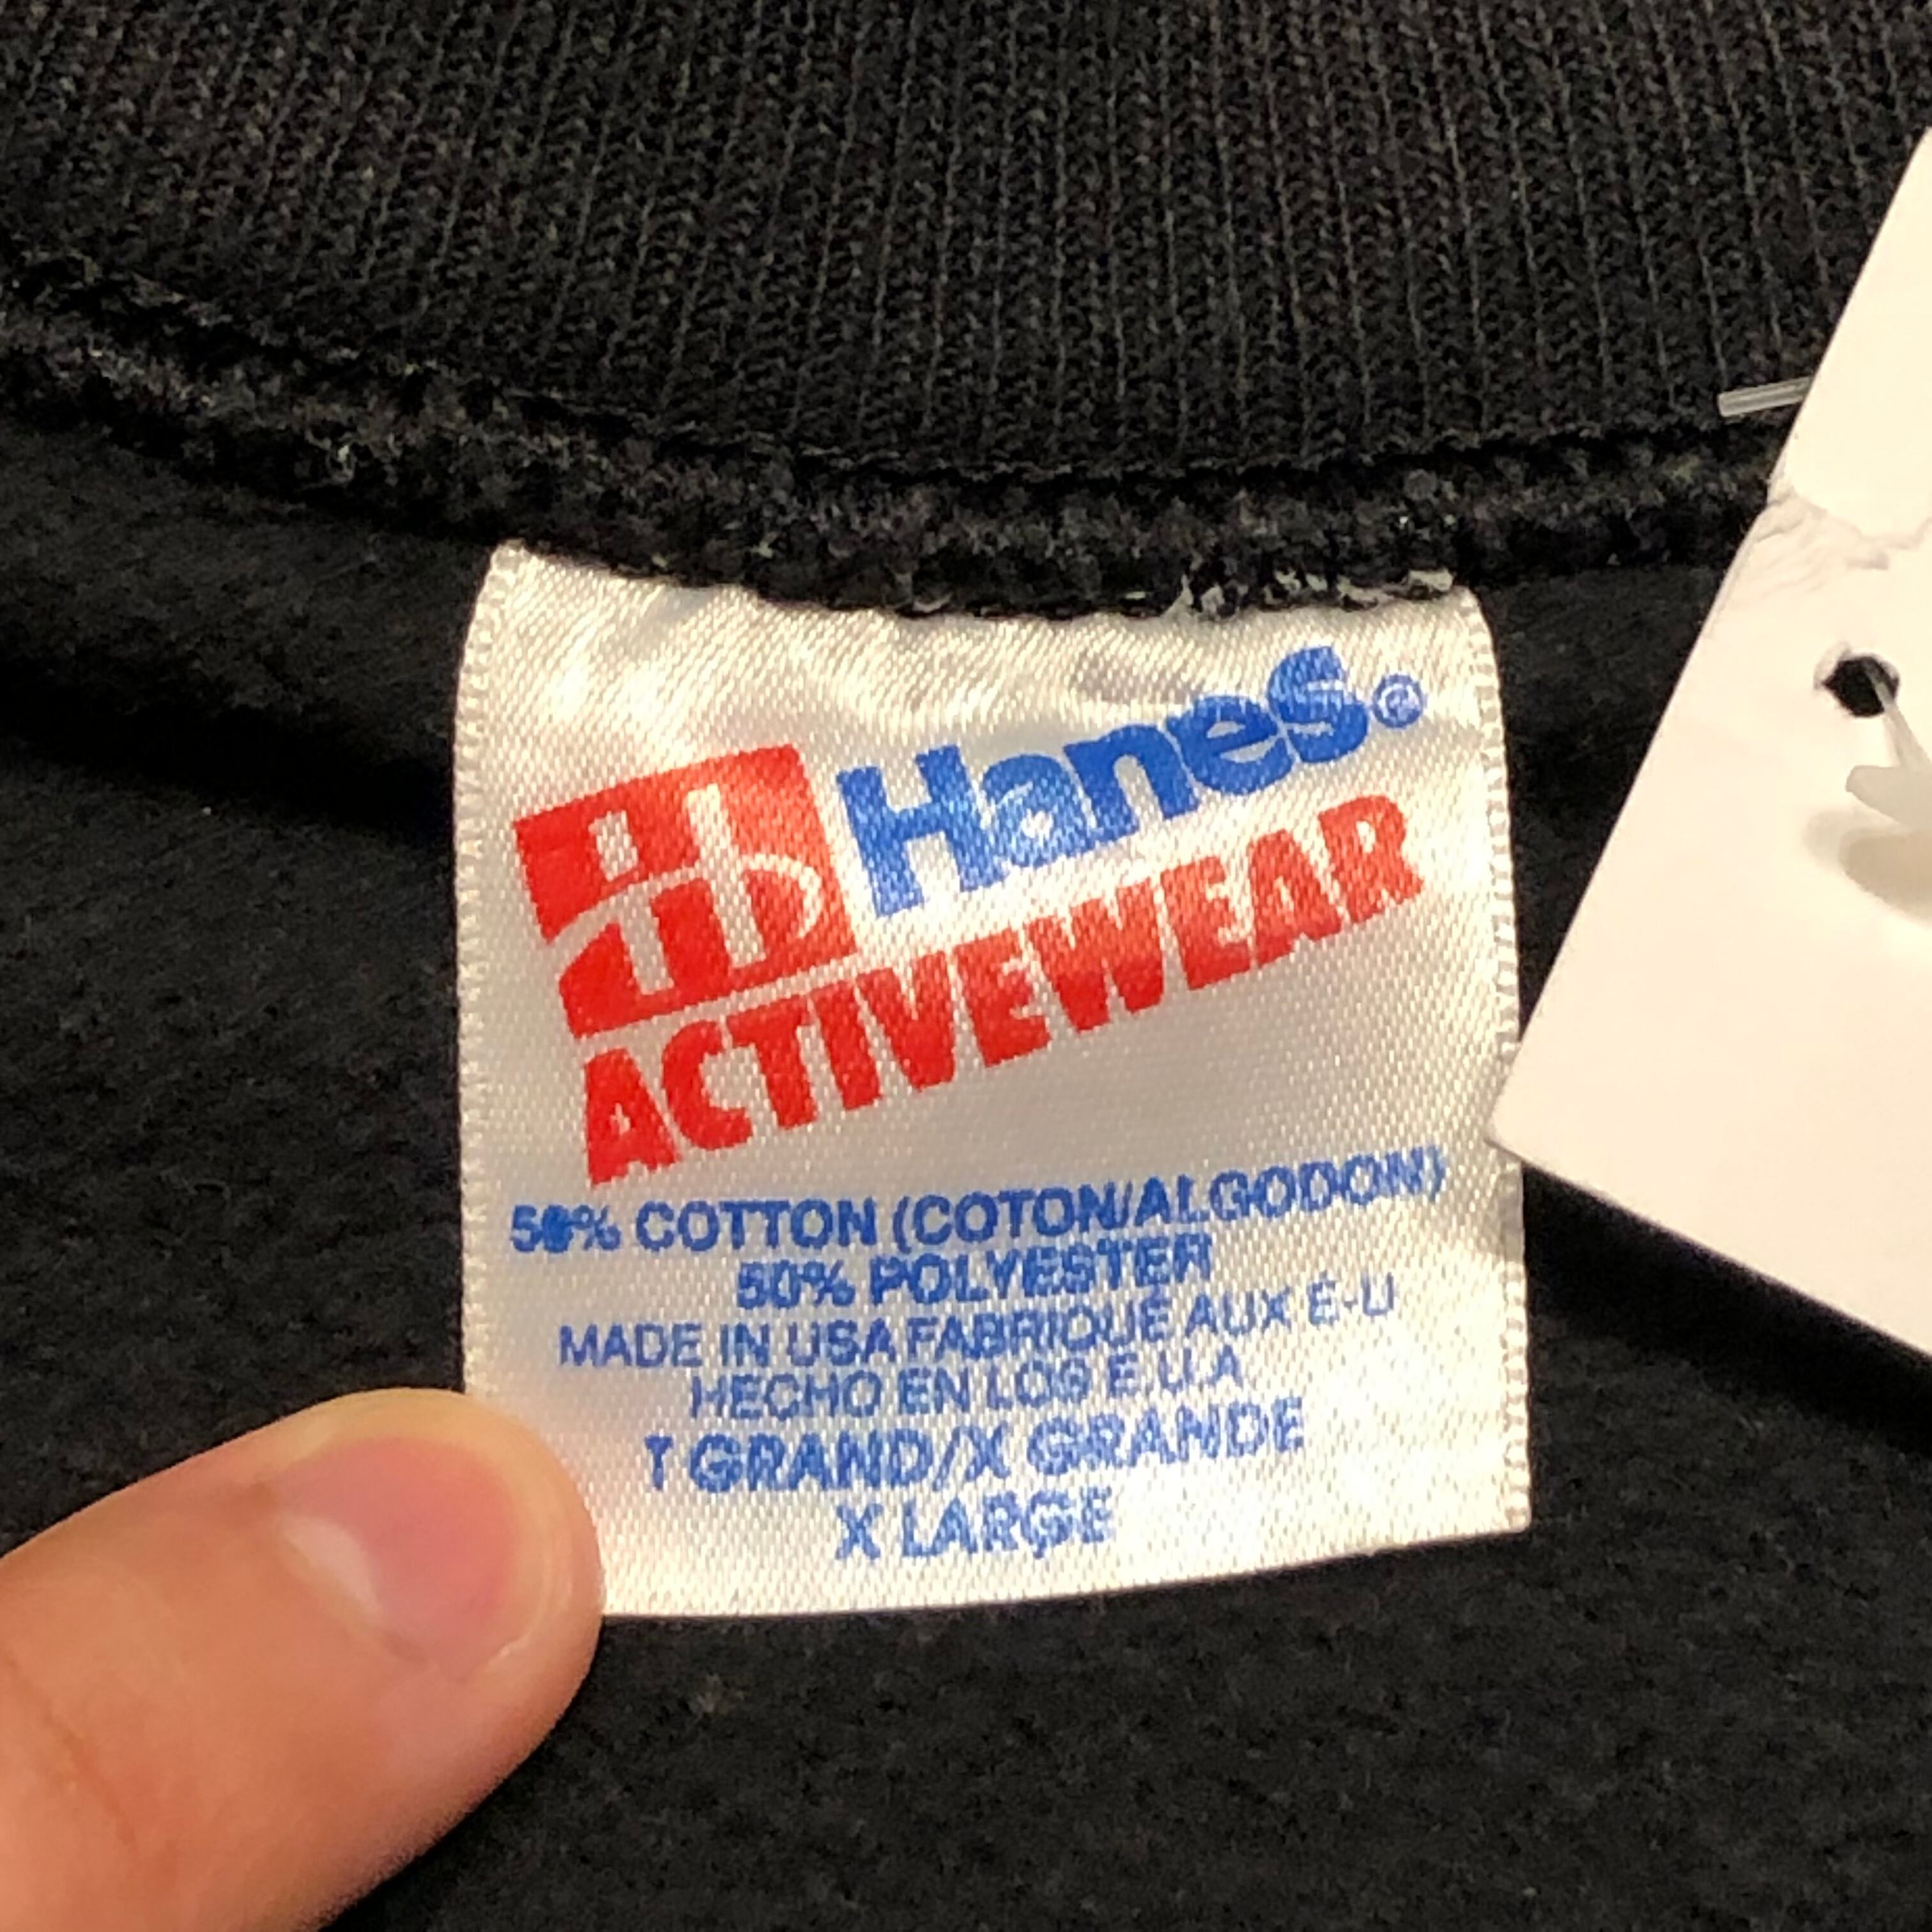 Hanes®
ACTIVEWEAR
50% COTTON (COTON/ALGODON)
50% POLYESTER
MADE IN USA FABRIQUÉ AUX É-U
HECHO EN LOS E.U.A
T GRAND/X GRANDE
X LARGE